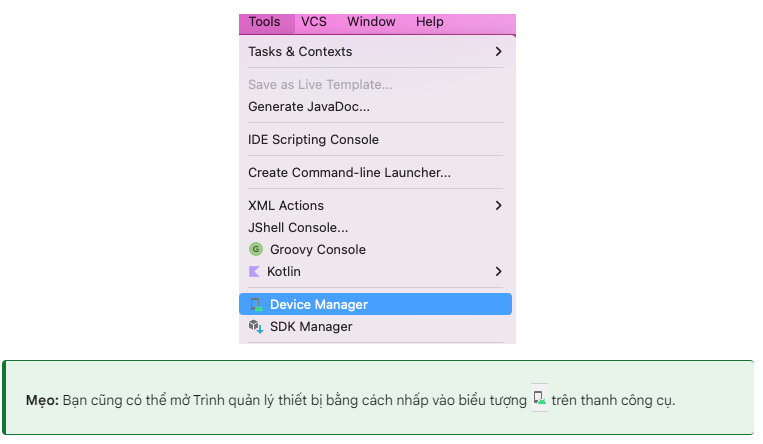 Tools VCS Window Help
Tasks & Contexts
Save as Live Template...
Generate JavaDoc...
IDE Scripting Console
Create Command-line Launcher...
XML Actions
JShell Console...
G Groovy Console
Kotlin
Device Manager
SDK Manager
Mẹo: Bạn cũng có thể mở Trình quản lý thiết bị bằng cách nhấp vào biểu tượng trên thanh công cụ.